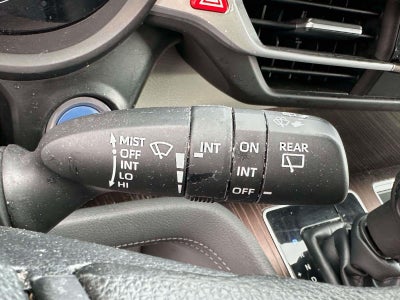 MIST
OFF
INT
LO
HI
INT
ON
INT
OFF
REAR